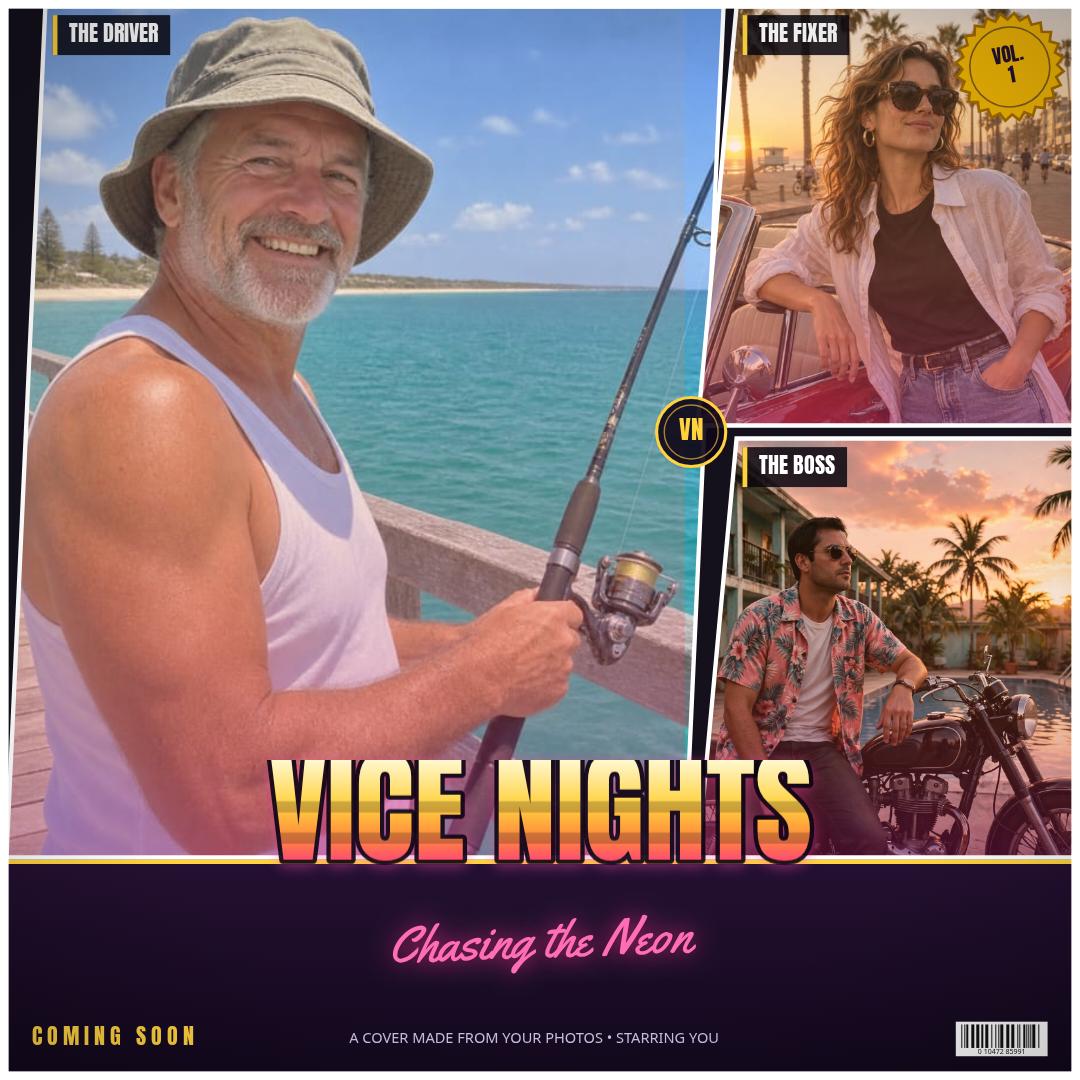 THE DRIVER
THE FIXER
VOL.
1
VN
THE BOSS
VICE NIGHTS
Chasing the Neon
COMING SOON
A COVER MADE FROM YOUR PHOTOS • STARRING YOU
0 10472 85991